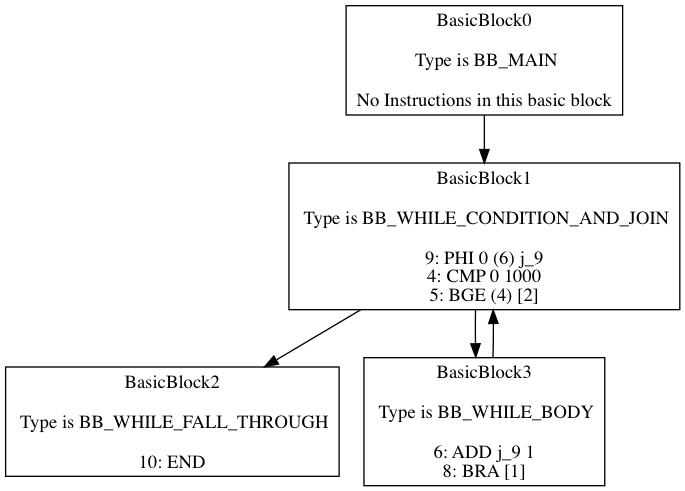 BasicBlock0
Type is BB_MAIN
No Instructions in this basic block
BasicBlock1
Type is BB_WHILE_CONDITION_AND_JOIN
9: PHI 0 (6) j_9
4: CMP 0 1000
5: BGE (4) [2]
BasicBlock2
Type is BB_WHILE_FALL_THROUGH
10: END
BasicBlock3
Type is BB_WHILE_BODY
6: ADD j_9 1
8: BRA [1]